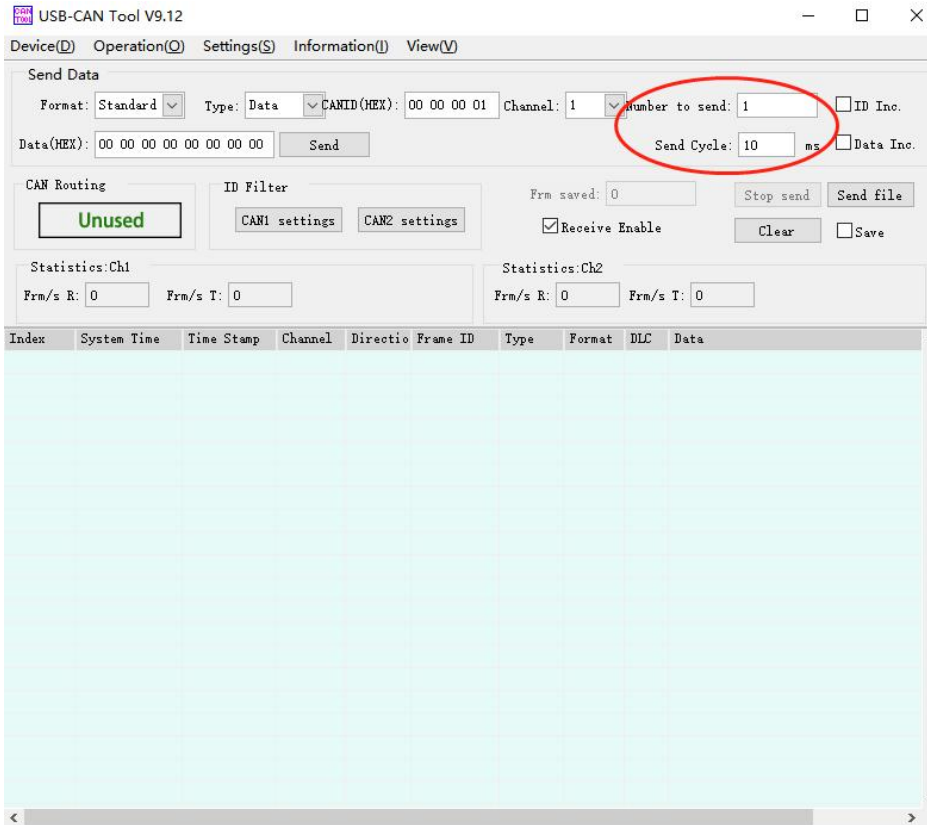 CAN TOOL USB-CAN Tool V9.12
Device(D) Operation(O) Settings(S) Information(I) View(V)
Send Data
Format: Standard Type: Data CANID(HEX): 00 00 00 01 Channel: 1 Number to send: 1 ID Inc.
Data(HEX): 00 00 00 00 00 00 00 00 Send Send Cycle: 10 ms Data Inc.
CAN Routing ID Filter
Frm saved: 0 Stop send Send file
Unused CAN1 settings CAN2 settings Receive Enable Clear Save
Statistics:Ch1 Statistics:Ch2
Frm/s R: 0 Frm/s T: 0 Frm/s R: 0 Frm/s T: 0
Index System Time Time Stamp Channel Directio Frame ID Type Format DLC Data